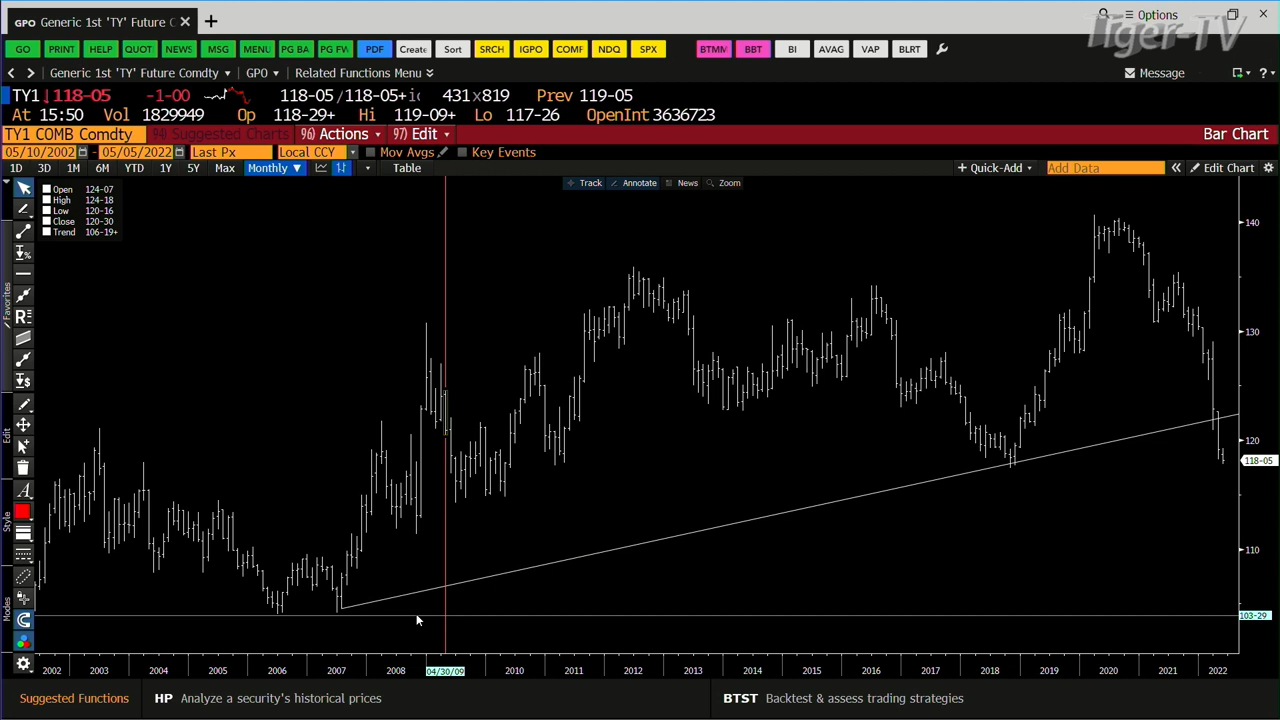 GPO Generic 1st 'TY' Future C
Options
Tiger-TV
GO PRINT HELP QUOT NEWS MSG MENU PG BA PG FW PDF Create Sort SRCH IGPO COMF NDQ SPX BTMM BBT BI AVAG VAP BLRT
Generic 1st 'TY' Future Comdty GPO Related Functions Menu Message ?
TY1 118-05 -1-00 118-05/118-05+ 431x819 Prev 119-05
At 15:50 Vol 1829949 Op 118-29+ Hi 119-09+ Lo 117-26 OpenInt 3636723
TY1 COMB Comdty 94) Suggested Charts 96) Actions 97) Edit Bar Chart
05/10/2002 - 05/05/2022 Last Px Local CCY Mov Avgs Key Events
1D 3D 1M 6M YTD 1Y 5Y Max Monthly Table + Quick-Add Add Data Edit Chart
Track Annotate News Zoom
Open 124-07
High 124-18
Low 120-16
Close 120-30
Trend 106-19+
Favorites
Edit
Style
Modes
140
130
120
118-05
110
103-29
2002 2003 2004 2005 2006 2007 2008 04/30/09 2010 2011 2012 2013 2014 2015 2016 2017 2018 2019 2020 2021 2022
Suggested Functions HP Analyze a security's historical prices BTST Backtest & assess trading strategies